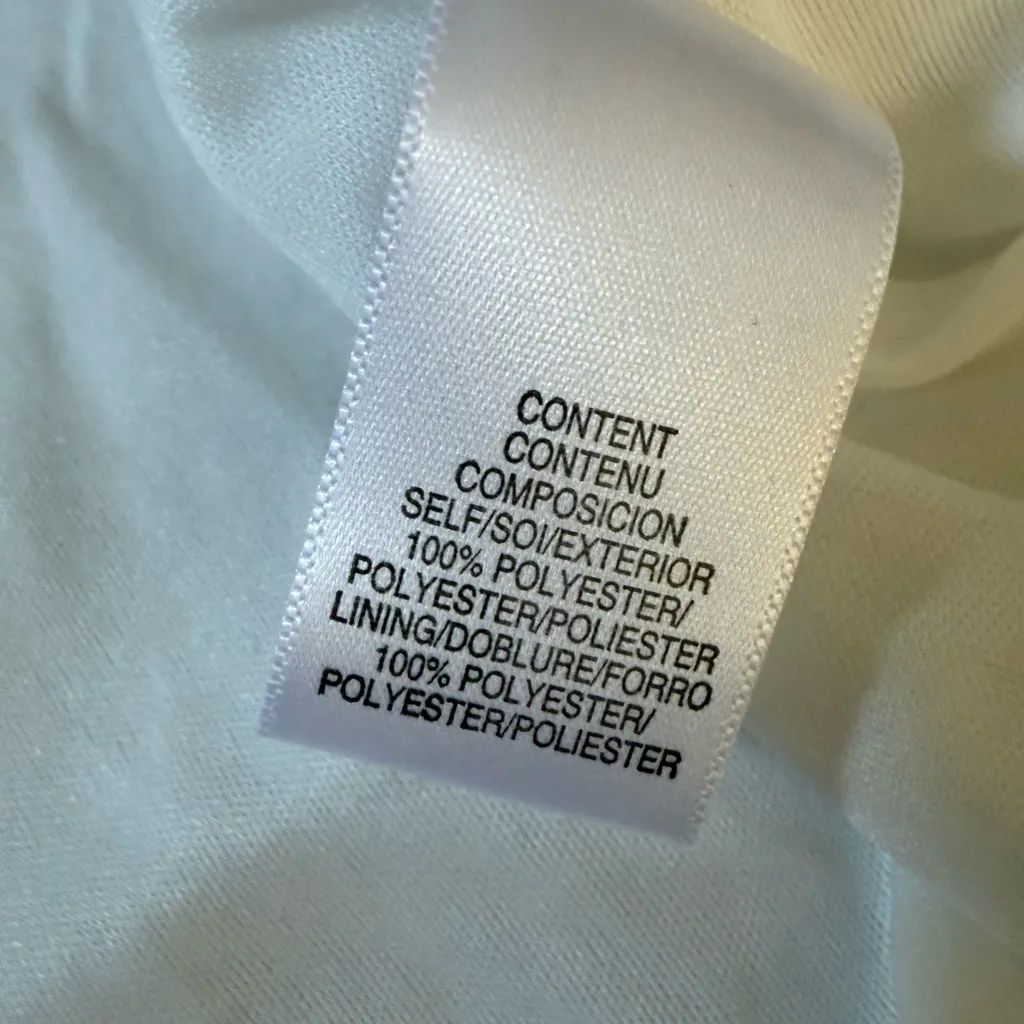 CONTENT
CONTENU
COMPOSICION
SELF/SOI/EXTERIOR
100% POLYESTER/
POLYESTER/POLIESTER
LINING/DOBLURE/FORRO
100% POLYESTER/
POLYESTER/POLIESTER